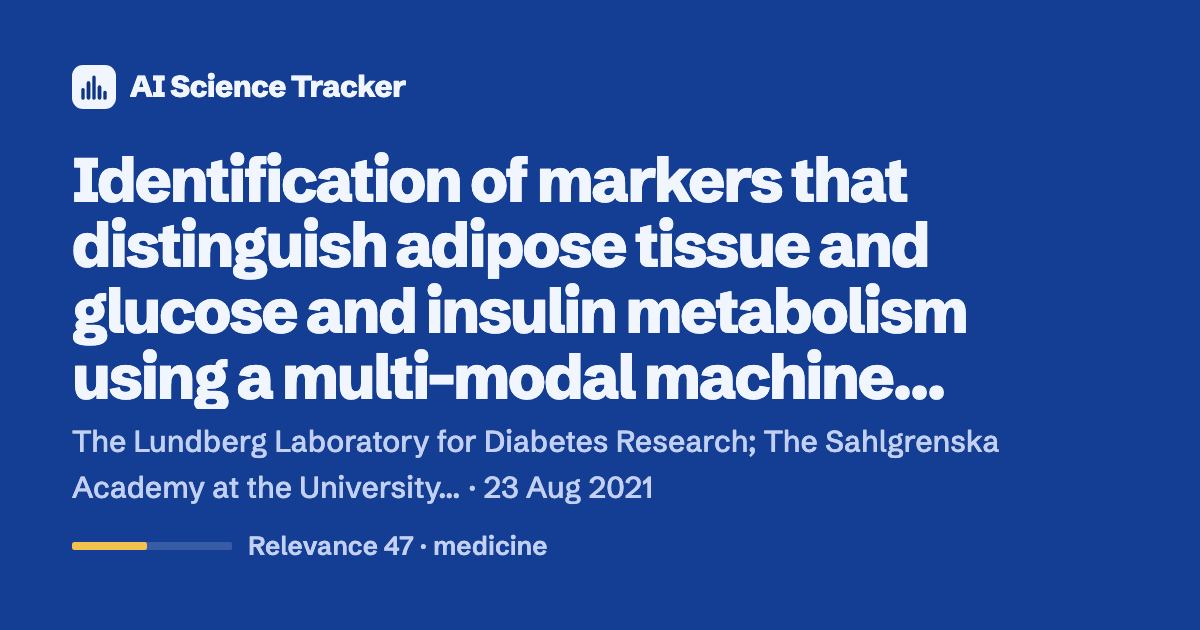 AI Science Tracker
Identification of markers that
distinguish adipose tissue and
glucose and insulin metabolism
using a multi-modal machine...
The Lundberg Laboratory for Diabetes Research; The Sahlgrenska
Academy at the University... · 23 Aug 2021
Relevance 47 · medicine